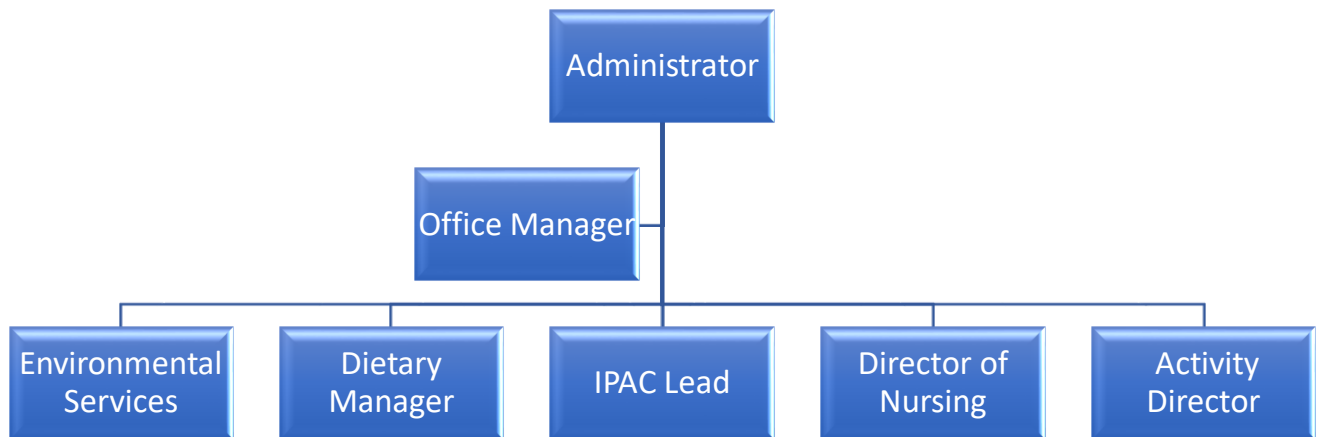 Administrator
Office Manager
Environmental
Services
Dietary
Manager
IPAC Lead
Director of
Nursing
Activity
Director